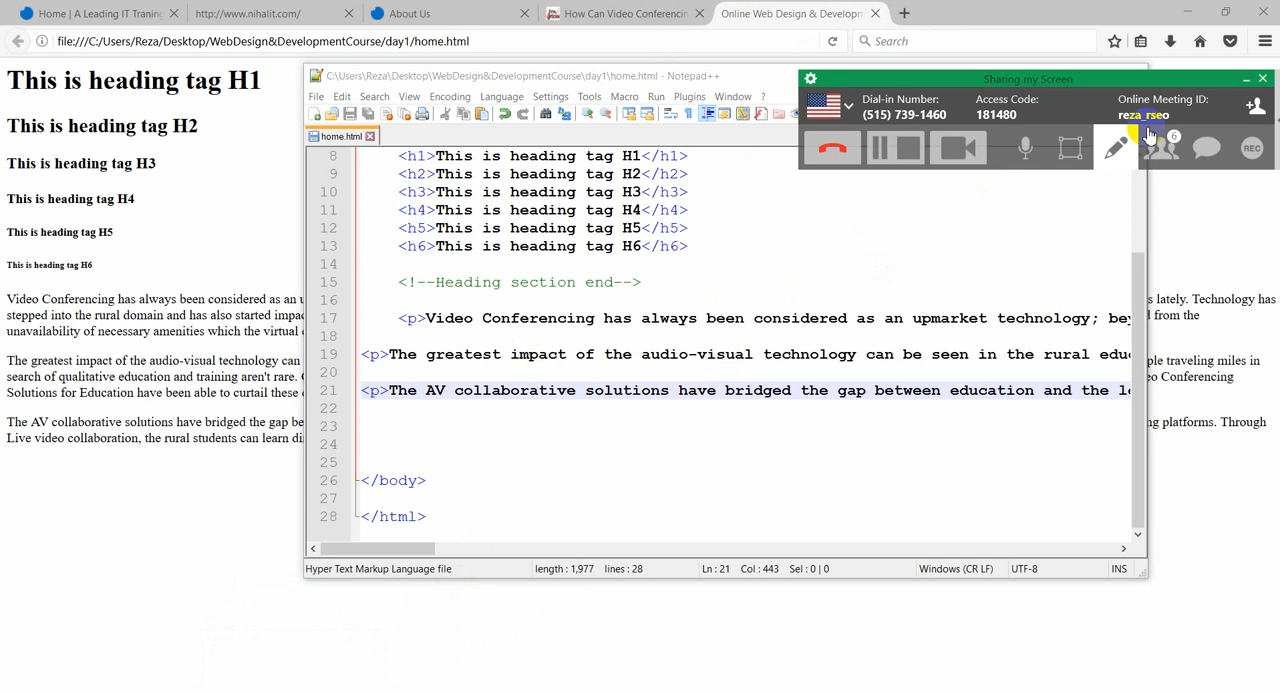 Home | A Leading IT Training
http://www.nihalit.com/
About Us
How Can Video Conferencin
Online Web Design & Developm
file:///C:/Users/Reza/Desktop/WebDesign&DevelopmentCourse/day1/home.html
Search
This is heading tag H1
This is heading tag H2
This is heading tag H3
This is heading tag H4
This is heading tag H5
This is heading tag H6
Video Conferencing has always been considered as an u
s lately. Technology has
stepped into the rural domain and has also started impac
d from the
unavailability of necessary amenities which the virtual
The greatest impact of the audio-visual technology can
ple traveling miles in
search of qualitative education and training aren't rare.
eo Conferencing
Solutions for Education have been able to curtail these
The AV collaborative solutions have bridged the gap be
ng platforms. Through
Live video collaboration, the rural students can learn di
C:\Users\Reza\Desktop\WebDesign&DevelopmentCourse\day1\home.html - Notepad++
File Edit Search View Encoding Language Settings Tools Macro Run Plugins Window ?
home.html
8 <h1>This is heading tag H1</h1>
9 <h2>This is heading tag H2</h2>
10 <h3>This is heading tag H3</h3>
11 <h4>This is heading tag H4</h4>
12 <h5>This is heading tag H5</h5>
13 <h6>This is heading tag H6</h6>
14
15 <!--Heading section end-->
16
17 <p>Video Conferencing has always been considered as an upmarket technology; bey
18
19 <p>The greatest impact of the audio-visual technology can be seen in the rural edu
20
21 <p>The AV collaborative solutions have bridged the gap between education and the le
22
23
24
25
26 </body>
27
28 </html>
Hyper Text Markup Language file length : 1,977 lines : 28 Ln : 21 Col : 443 Sel : 0 | 0 Windows (CR LF) UTF-8 INS
Sharing my Screen
Dial-in Number: Access Code: Online Meeting ID:
(515) 739-1460 181480 reza_rseo
6
REC